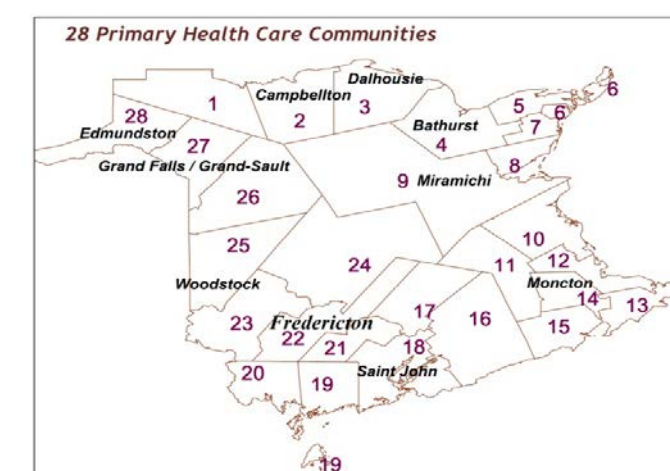 28 Primary Health Care Communities
Dalhousie
6
Campbellton
1
2
3
5
6
28
Bathurst
7
Edmundston
27
4
Grand Falls / Grand-Sault
8
9 Miramichi
26
25
10
24
11
12
Woodstock
Moncton
14
13
17
16
15
23
Fredericton
22
21
18
20
19
Saint John
19